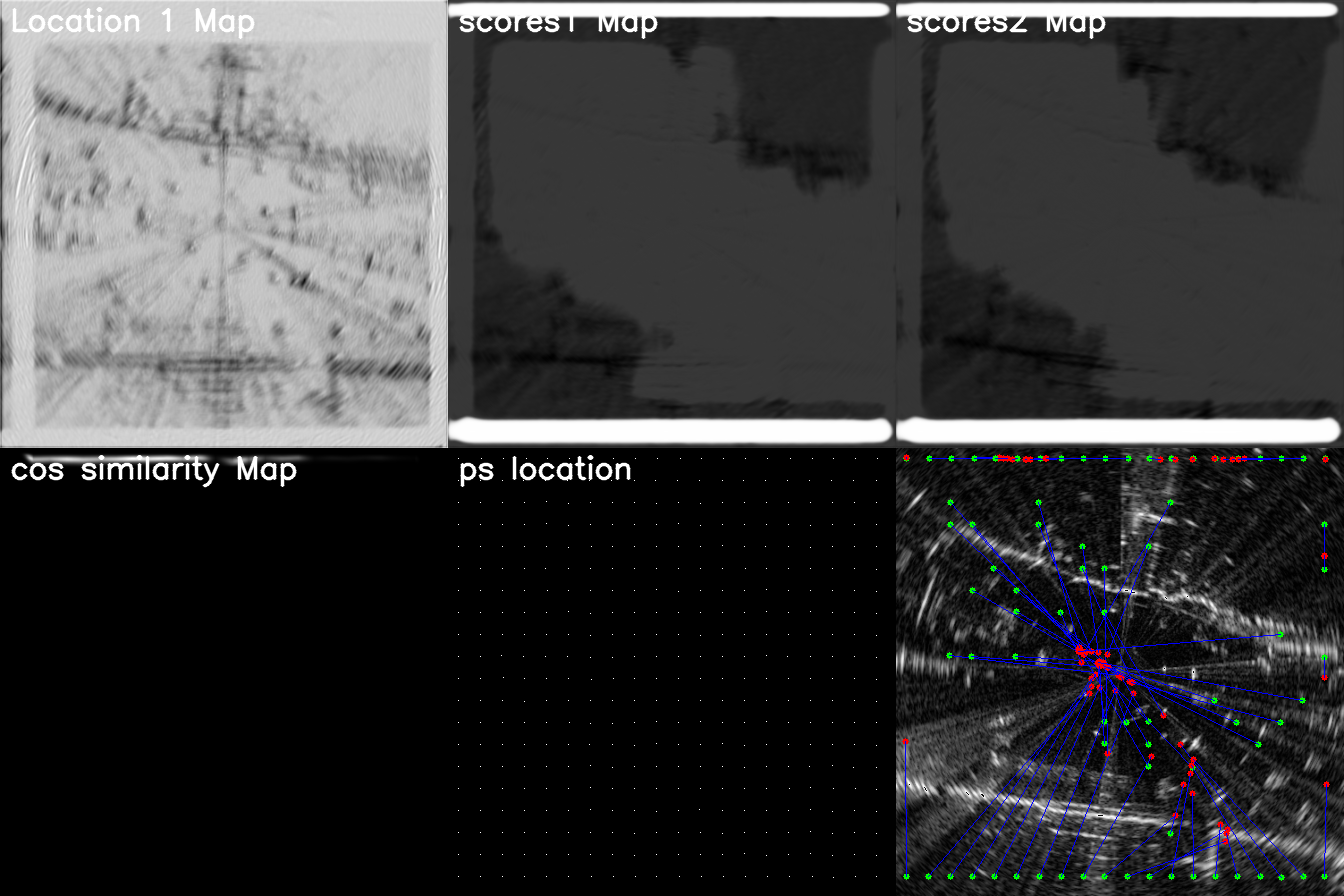 Location 1 Map
scores1 Map
scores2 Map
cos similarity Map
ps location